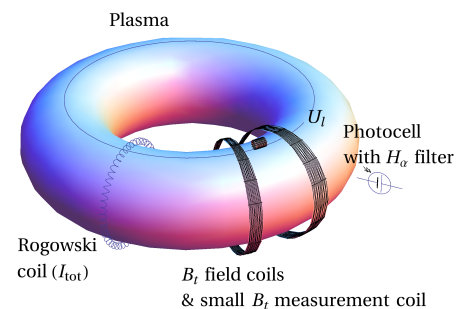 Plasma
U_l
Photocell
with H_α filter
Rogowski
coil (I_tot)
B_t field coils
& small B_t measurement coil